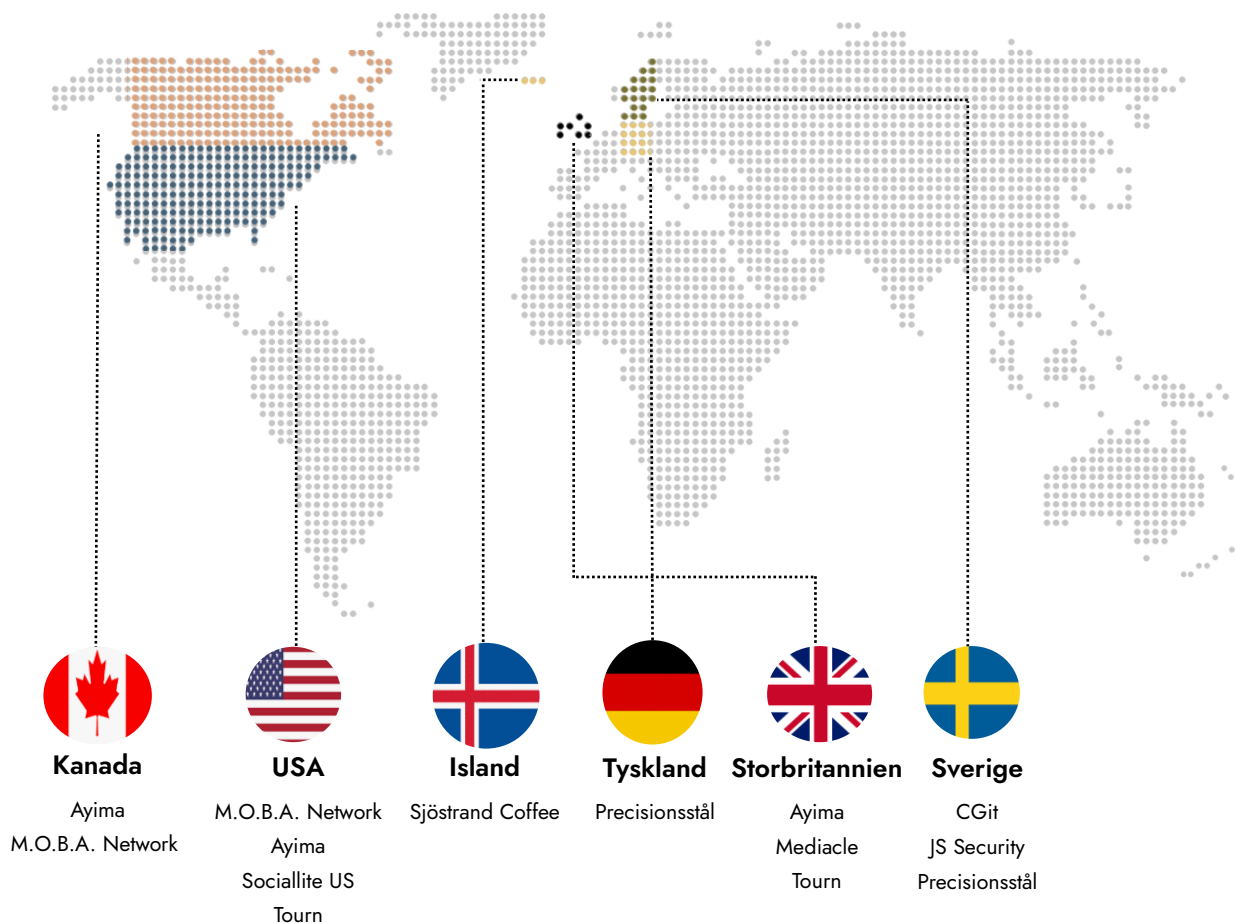 Kanada
Ayima
M.O.B.A. Network
USA
M.O.B.A. Network
Ayima
Sociallite US
Tourn
Island
Sjöstrand Coffee
Tyskland
Precisionsstål
Storbritannien
Ayima
Mediacle
Tourn
Sverige
CGit
JS Security
Precisionsstål